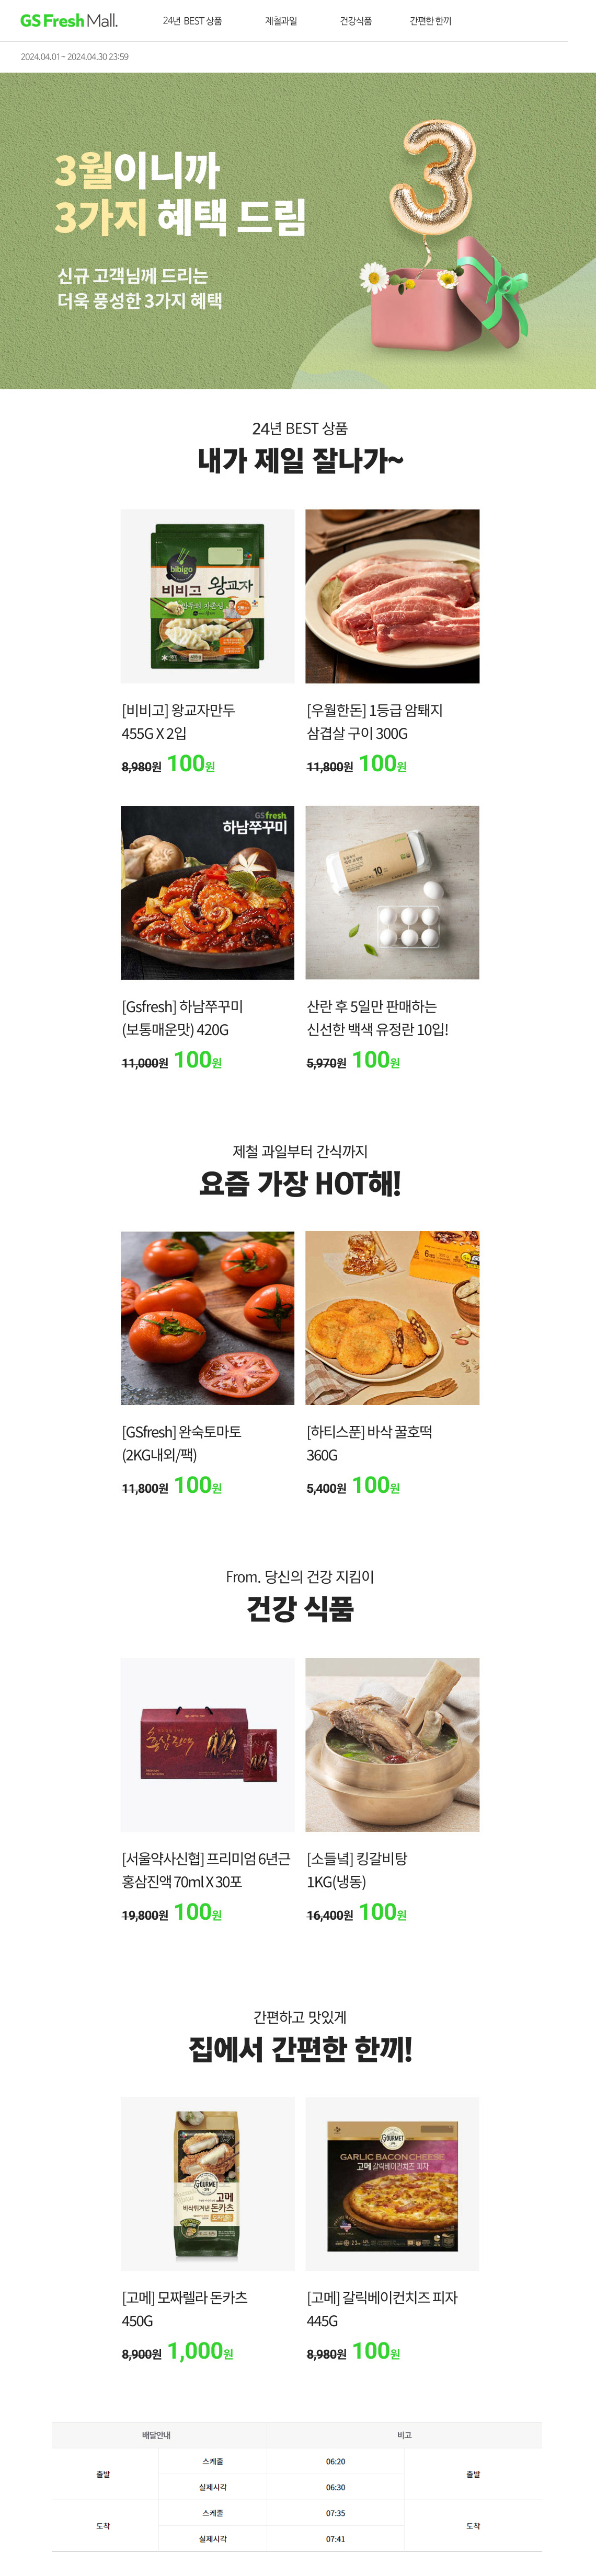 GS Fresh Mall.
24년 BEST 상품
제철과일
건강식품
간편한 한끼
2024.04.01~ 2024.04.30 23:59
3월이니까
3가지 혜택 드림
신규 고객님께 드리는
더욱 풍성한 3가지 혜택
3
24년 BEST 상품
내가 제일 잘나가~
bibigo
비비고 왕교자
[비비고] 왕교자만두
455G X 2입
8,980원 100원
[우월한돈] 1등급 암퇘지
삼겹살 구이 300G
11,800원 100원
GSfresh
하남쭈꾸미
10
[Gsfresh] 하남쭈꾸미
(보통매운맛) 420G
11,000원 100원
산란 후 5일만 판매하는
신선한 백색 유정란 10입!
5,970원 100원
제철 과일부터 간식까지
요즘 가장 HOT해!
[GSfresh] 완숙토마토
(2KG내외/팩)
11,800원 100원
[하티스푼] 바삭 꿀호떡
360G
5,400원 100원
From. 당신의 건강 지킴이
건강 식품
홍삼진액
[서울약사신협] 프리미엄 6년근
홍삼진액 70ml X 30포
19,800원 100원
[소들녘] 킹갈비탕
1KG(냉동)
16,400원 100원
간편하고 맛있게
집에서 간편한 한끼!
GOURMET
고메
바삭튀겨낸 돈카츠
GOURMET
GARLIC BACON CHEESE
고메 갈릭베이컨치즈 피자
[고메] 모짜렐라 돈카츠
450G
8,900원 1,000원
[고메] 갈릭베이컨치즈 피자
445G
8,980원 100원
배달안내
비고
출발
스케줄
06:20
출발
실제시각
06:30
도착
스케줄
07:35
도착
실제시각
07:41